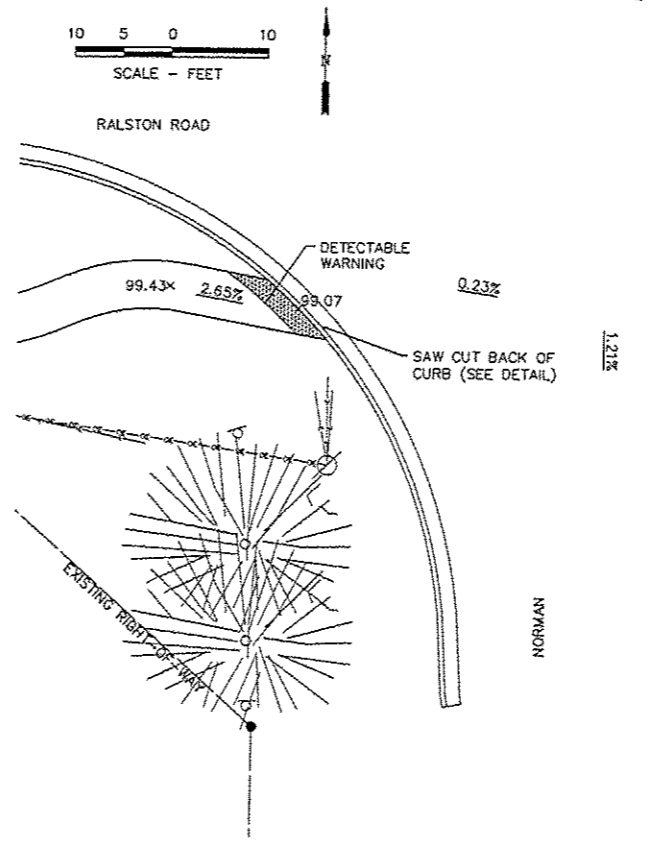 10 5 0 10
SCALE - FEET
N
RALSTON ROAD
DETECTABLE
WARNING
99.43×
2.65%
99.07
0.23%
1.21%
SAW CUT BACK OF
CURB (SEE DETAIL)
EXISTING RIGHT-OF-WAY
NORMAN